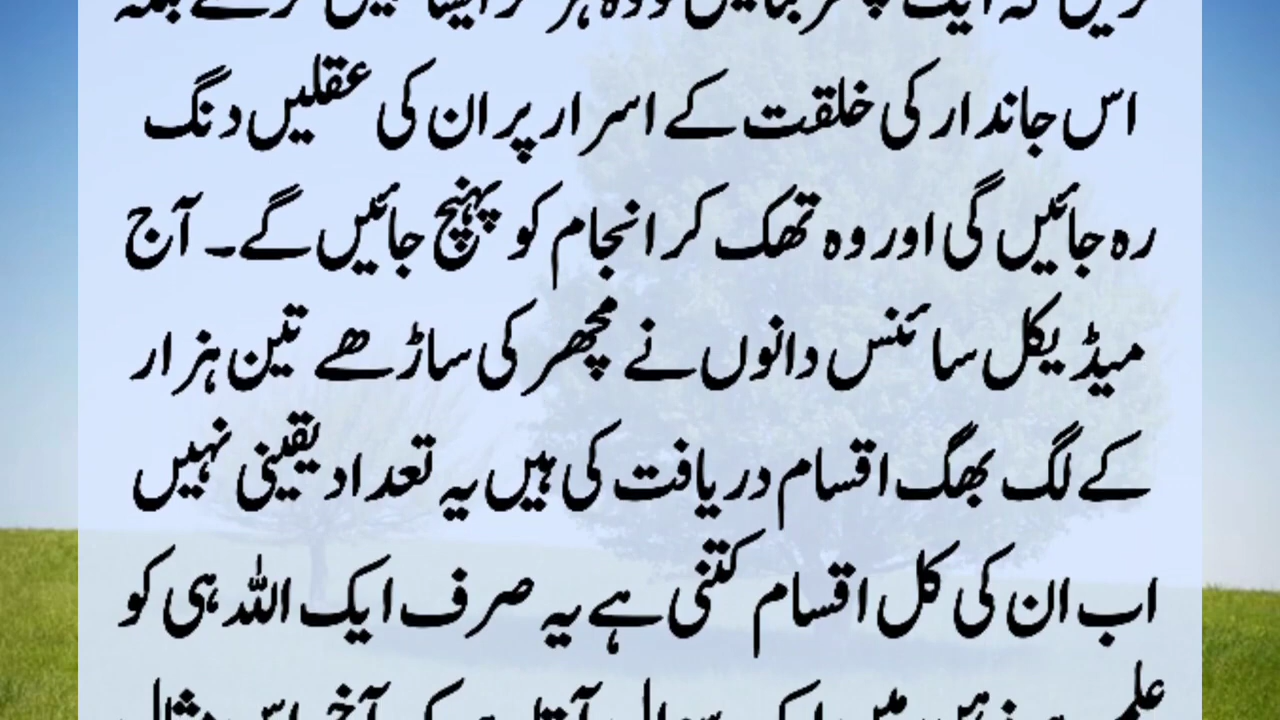 اس جاندار کی خلقت کے اسرار پر ان کی عقلیں دنگ
رہ جائیں گی اور وہ تھک کر انجام کو پہنچ جائیں گے۔ آج
میڈیکل سائنس دانوں نے مچھر کی ساڑھے تین ہزار
کے لگ بھگ اقسام دریافت کی ہیں یہ تعداد یقینی نہیں
اب ان کی کل اقسام کتنی ہے یہ صرف ایک اللہ ہی کو